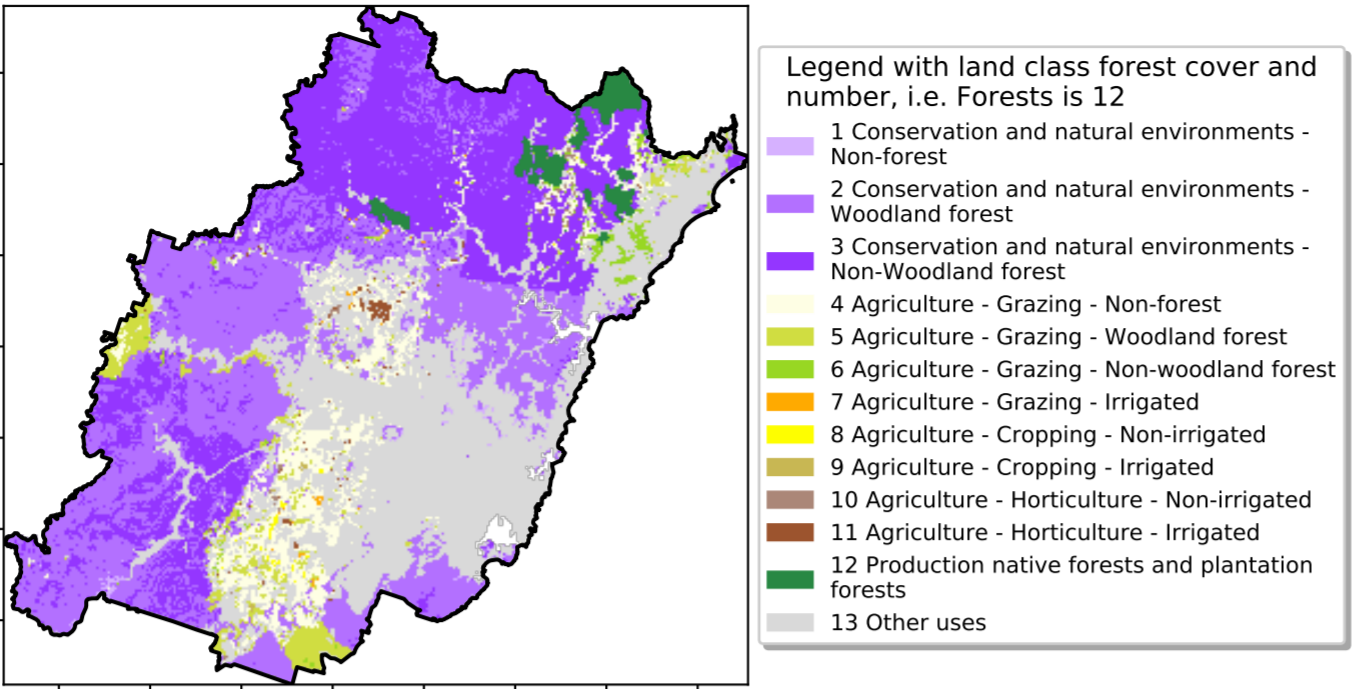 Legend with land class forest cover and
number, i.e. Forests is 12
1 Conservation and natural environments -
Non-forest
2 Conservation and natural environments -
Woodland forest
3 Conservation and natural environments -
Non-Woodland forest
4 Agriculture - Grazing - Non-forest
5 Agriculture - Grazing - Woodland forest
6 Agriculture - Grazing - Non-woodland forest
7 Agriculture - Grazing - Irrigated
8 Agriculture - Cropping - Non-irrigated
9 Agriculture - Cropping - Irrigated
10 Agriculture - Horticulture - Non-irrigated
11 Agriculture - Horticulture - Irrigated
12 Production native forests and plantation
forests
13 Other uses